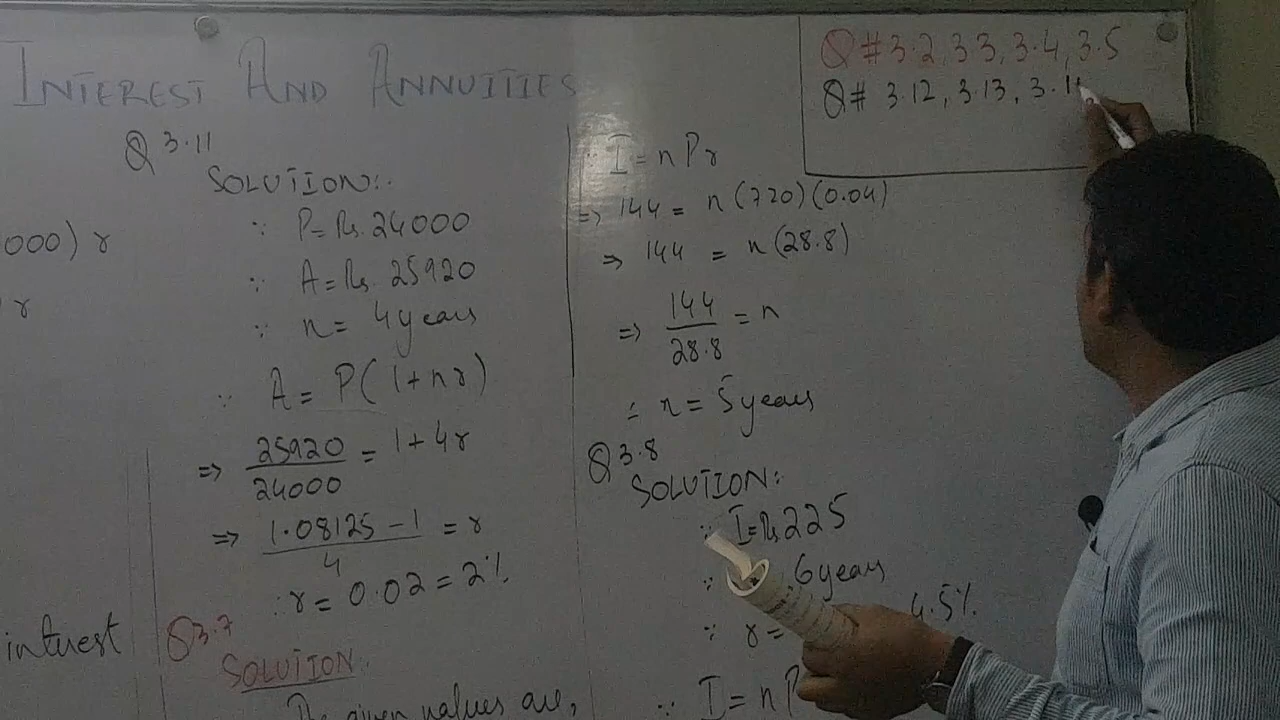 INTEREST AND ANNUITIES
Q # 3.2, 3 3, 3.4, 3.5
Q # 3.12, 3.13, 3.1
000) r
r
interest
Q 3.11
SOLUTION:.
∵ P = Rs. 24000
∵ A = Rs. 25920
∵ n = 4 years
∵ A = P(1 + nr)
=> 25920/24000 = 1 + 4r
=> 1.08125 - 1 / 4 = r
∴ r = 0.02 = 2%
Q 3.7
SOLUTION:
The given values are,
∵ I = n P r
=> 144 = n (720) (0.04)
=> 144 = n (28.8)
=> 144/28.8 = n
∴ n = 5 years
Q 3.8
SOLUTION:
∵ I = Rs 225
∵ 6 years
∵ r = 4.5%
∵ I = n P